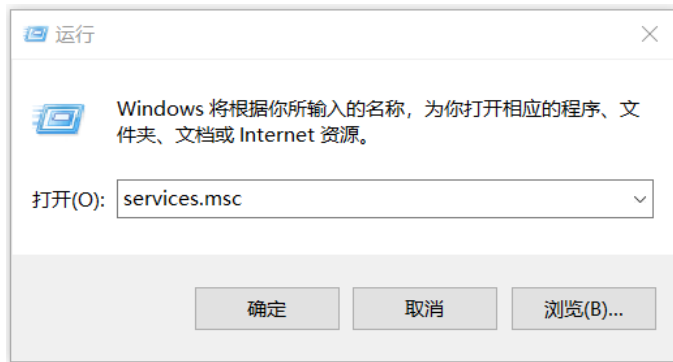 运行
Windows 将根据你所输入的名称，为你打开相应的程序、文
件夹、文档或 Internet 资源。
打开(O): services.msc
确定 取消 浏览(B)...